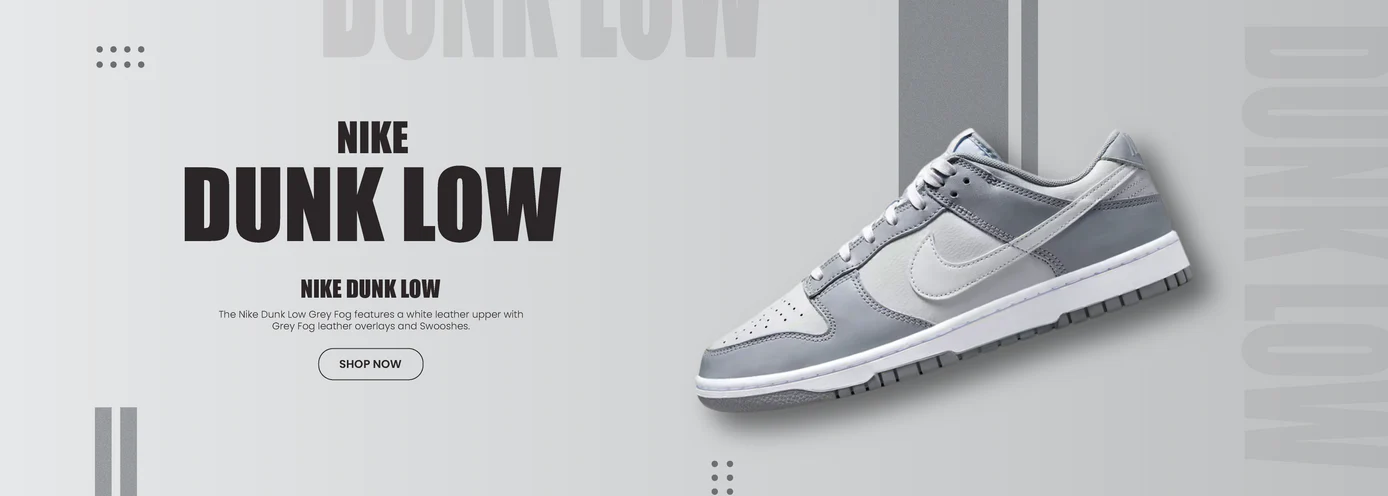 DUNK LOW
NIKE
DUNK LOW
NIKE DUNK LOW
The Nike Dunk Low Grey Fog features a white leather upper with
Grey Fog leather overlays and Swooshes.
SHOP NOW
DUNK LOW